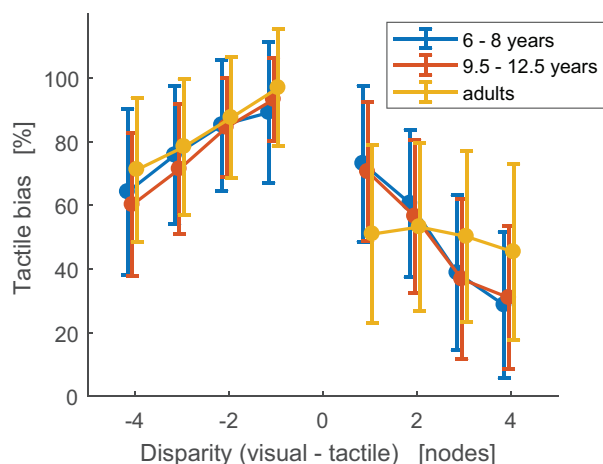 6 - 8 years
9.5 - 12.5 years
adults
Tactile bias [%]
100
80
60
40
20
0
-4 -2 0 2 4
Disparity (visual - tactile) [nodes]